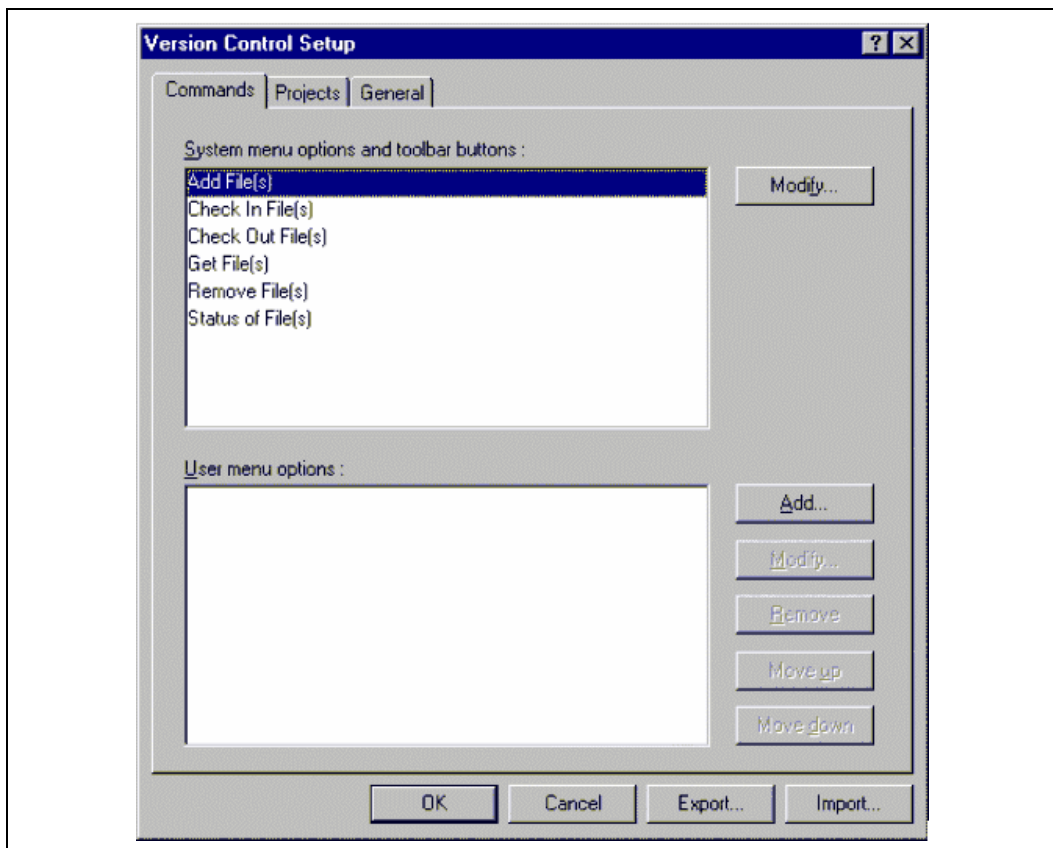 Version Control Setup
Commands Projects General
System menu options and toolbar buttons :
Add File(s)
Modify...
Check In File(s)
Check Out File(s)
Get File(s)
Remove File(s)
Status of File(s)
User menu options :
Add...
Modify...
Remove
Move up
Move down
OK Cancel Export... Import...